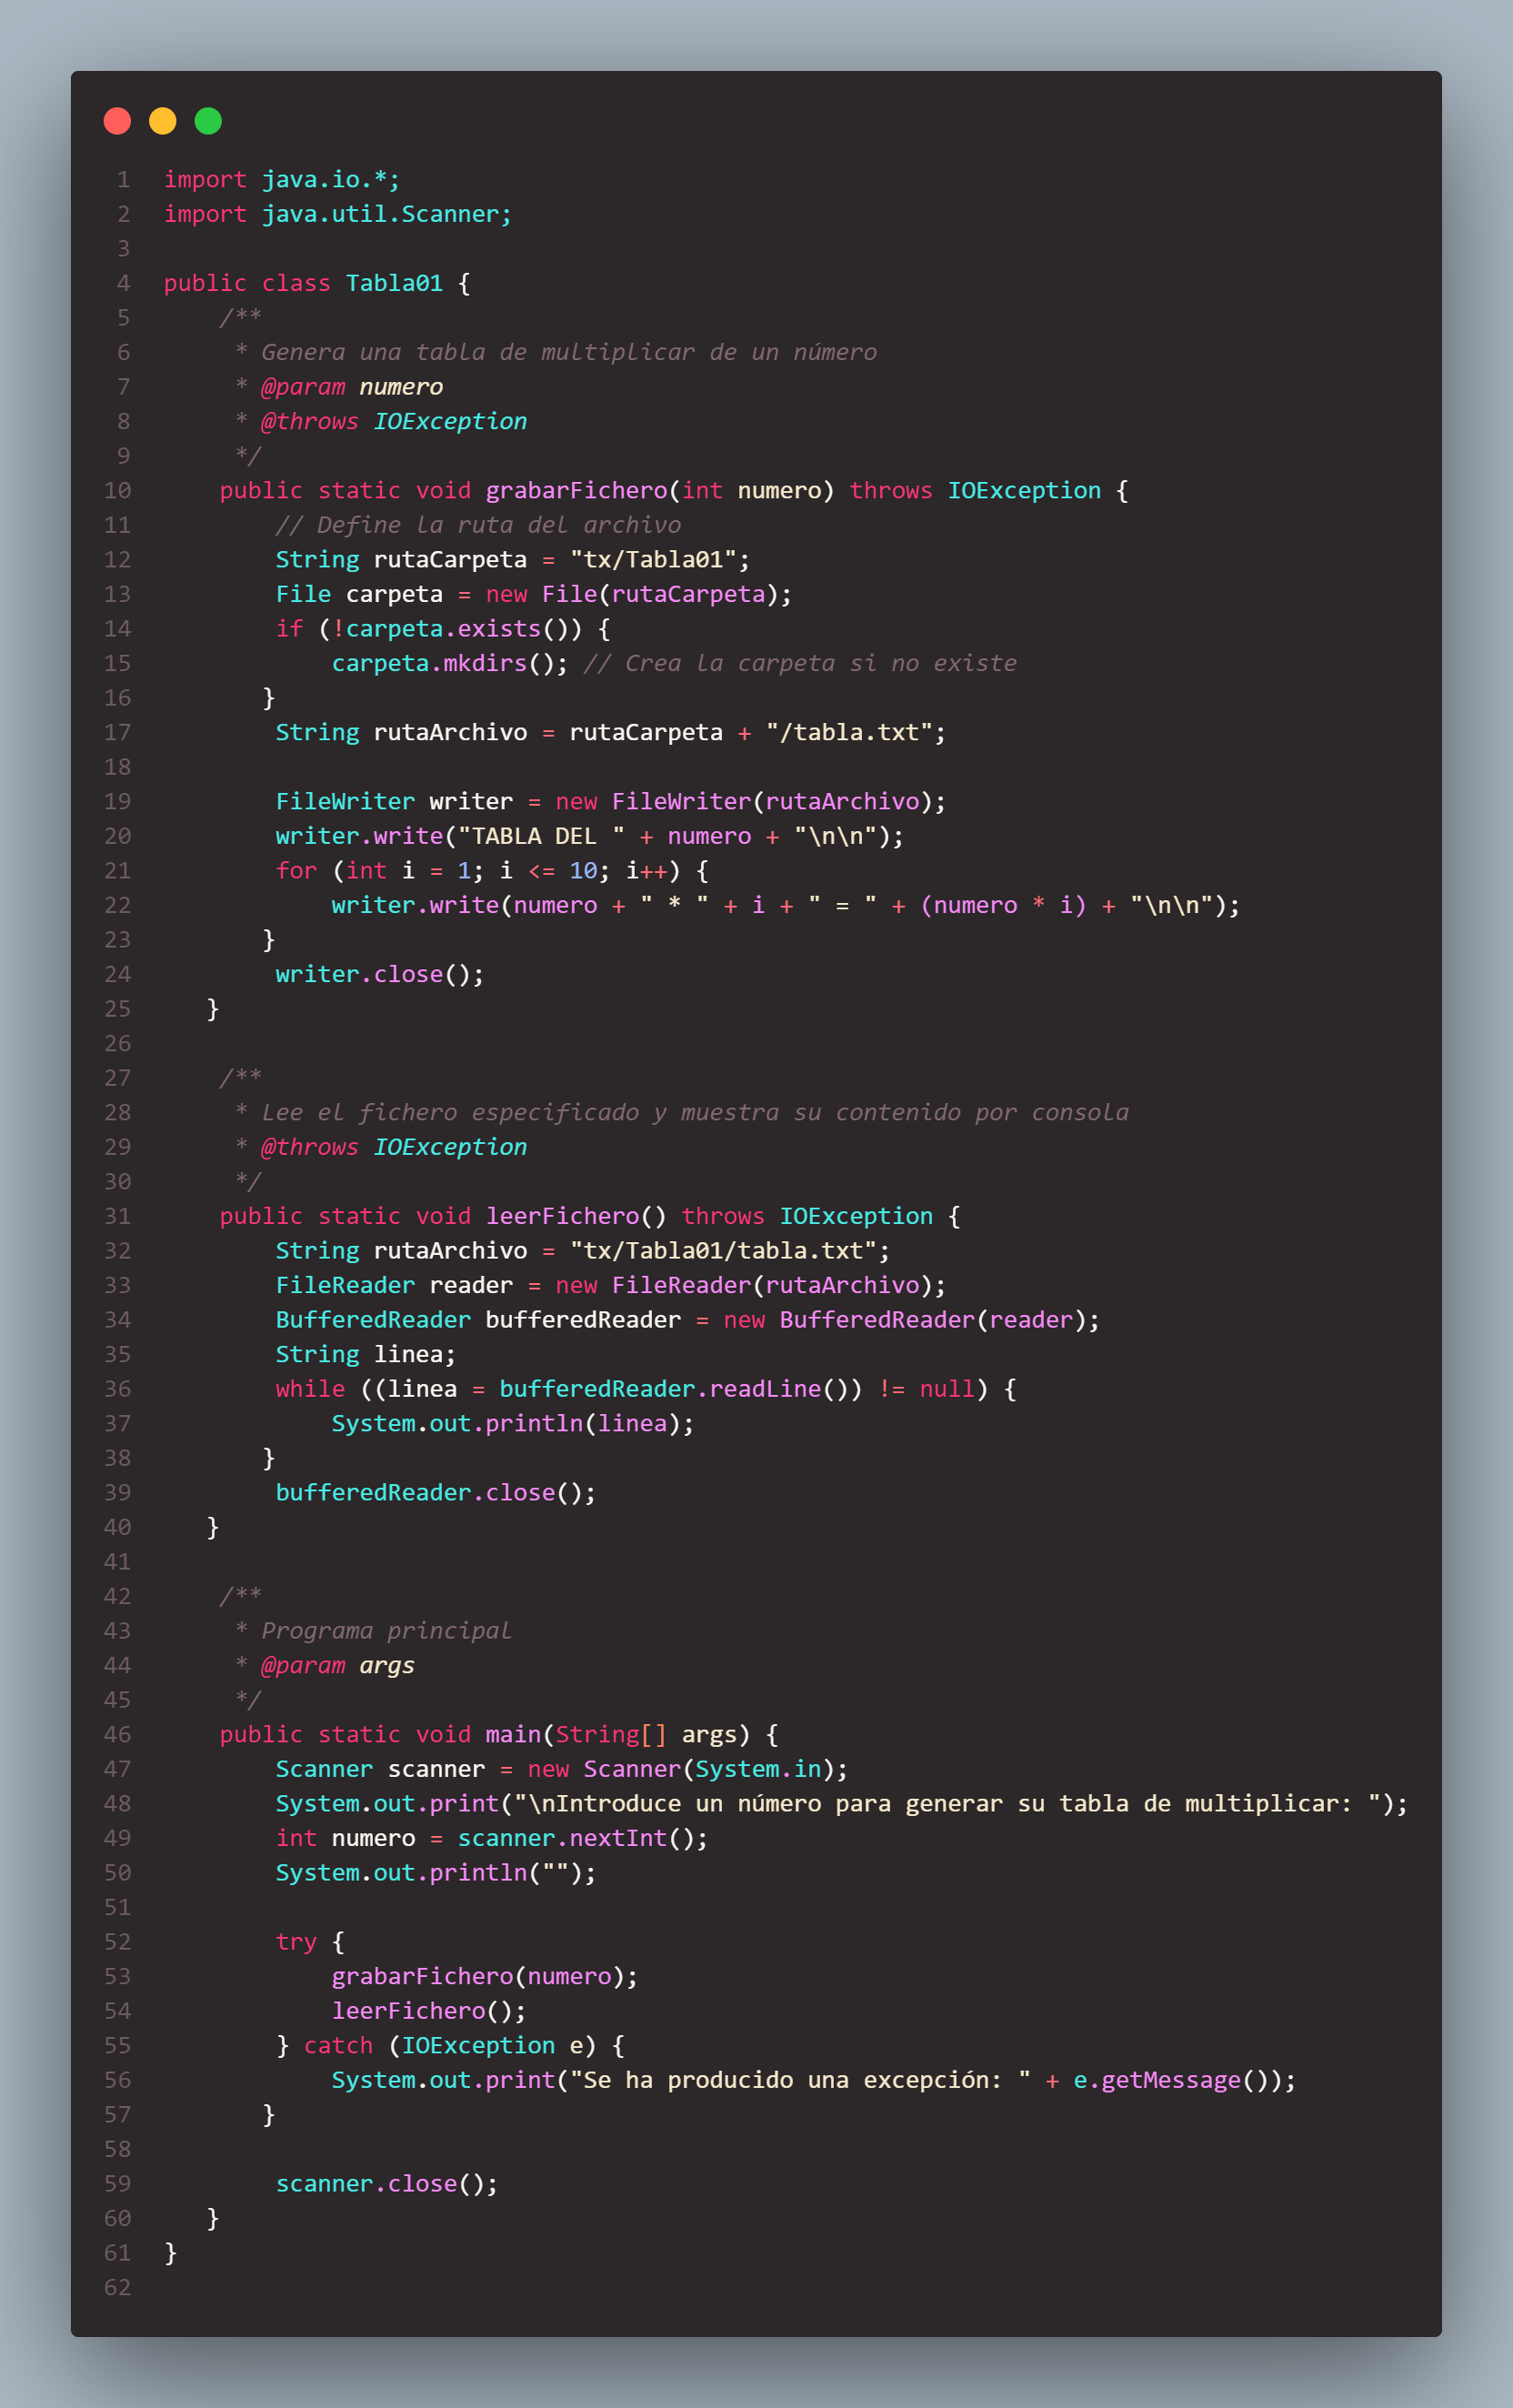 1 import java.io.*;
2 import java.util.Scanner;
3
4 public class Tabla01 {
5     /**
6      * Genera una tabla de multiplicar de un número
7      * @param numero
8      * @throws IOException
9      */
10     public static void grabarFichero(int numero) throws IOException {
11         // Define la ruta del archivo
12         String rutaCarpeta = "tx/Tabla01";
13         File carpeta = new File(rutaCarpeta);
14         if (!carpeta.exists()) {
15             carpeta.mkdirs(); // Crea la carpeta si no existe
16        }
17         String rutaArchivo = rutaCarpeta + "/tabla.txt";
18
19         FileWriter writer = new FileWriter(rutaArchivo);
20         writer.write("TABLA DEL " + numero + "\n\n");
21         for (int i = 1; i <= 10; i++) {
22             writer.write(numero + " * " + i + " = " + (numero * i) + "\n\n");
23        }
24         writer.close();
25    }
26
27     /**
28      * Lee el fichero especificado y muestra su contenido por consola
29      * @throws IOException
30      */
31     public static void leerFichero() throws IOException {
32         String rutaArchivo = "tx/Tabla01/tabla.txt";
33         FileReader reader = new FileReader(rutaArchivo);
34         BufferedReader bufferedReader = new BufferedReader(reader);
35         String linea;
36         while ((linea = bufferedReader.readLine()) != null) {
37             System.out.println(linea);
38        }
39         bufferedReader.close();
40    }
41
42     /**
43      * Programa principal
44      * @param args
45      */
46     public static void main(String[] args) {
47         Scanner scanner = new Scanner(System.in);
48         System.out.print("\nIntroduce un número para generar su tabla de multiplicar: ");
49         int numero = scanner.nextInt();
50         System.out.println("");
51
52         try {
53             grabarFichero(numero);
54             leerFichero();
55         } catch (IOException e) {
56             System.out.print("Se ha producido una excepción: " + e.getMessage());
57        }
58
59         scanner.close();
60    }
61 }
62